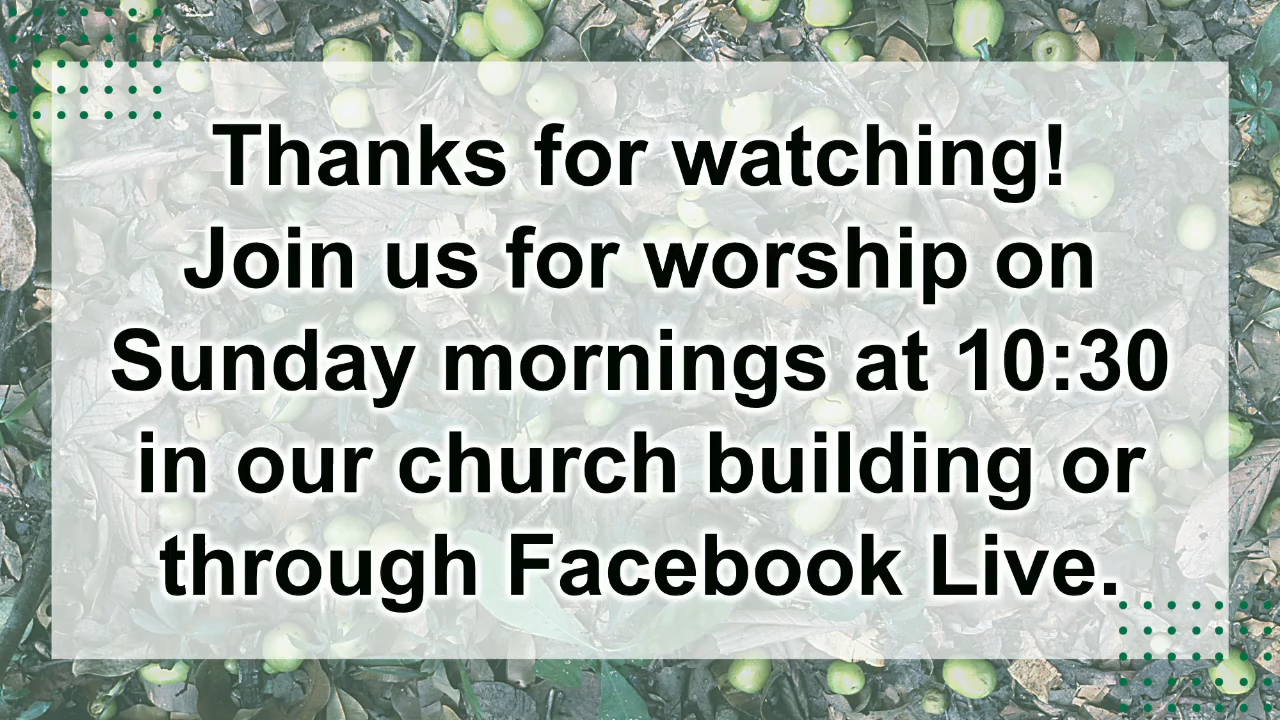 Thanks for watching!
Join us for worship on
Sunday mornings at 10:30
in our church building or
through Facebook Live.